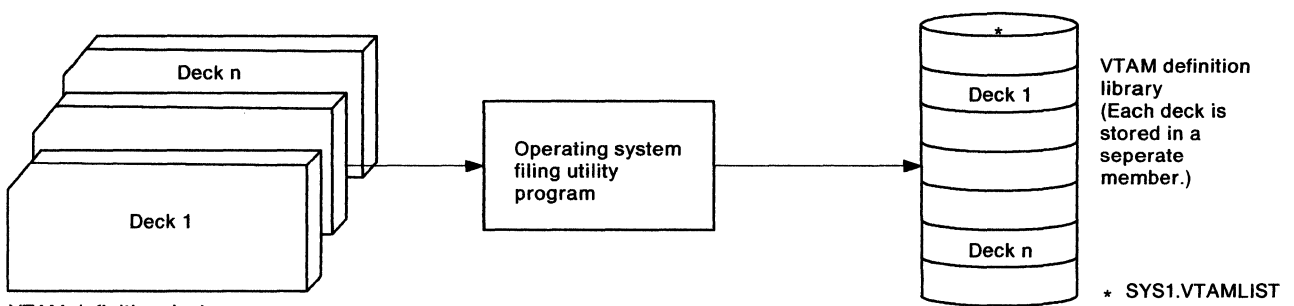 Deck n
Deck 1
Operating system
filing utility
program
*
Deck 1
Deck n
VTAM definition
library
(Each deck is
stored in a
seperate
member.)
* SYS1.VTAMLIST